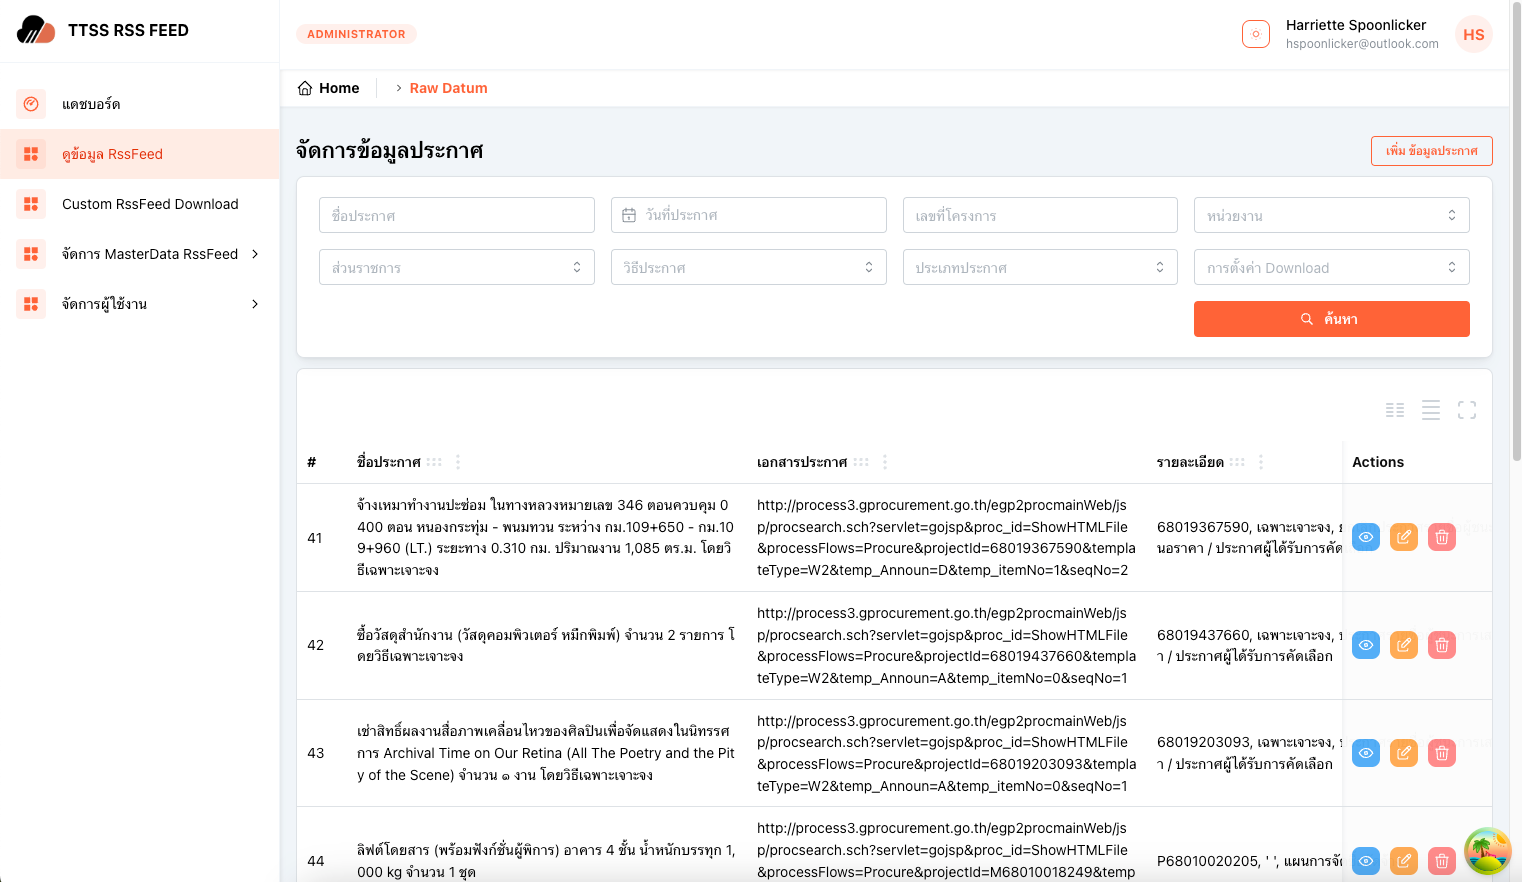 TTSS RSS FEED
ADMINISTRATOR
Harriette Spoonlicker
hspoonlicker@outlook.com
HS
Home
Raw Datum
แดชบอร์ด
ดูข้อมูล RssFeed
Custom RssFeed Download
จัดการ MasterData RssFeed
จัดการผู้ใช้งาน
จัดการข้อมูลประกาศ
เพิ่ม ข้อมูลประกาศ
ชื่อประกาศ
วันที่ประกาศ
เลขที่โครงการ
หน่วยงาน
ส่วนราชการ
วิธีประกาศ
ประเภทประกาศ
การตั้งค่า Download
ค้นหา
#
ชื่อประกาศ
เอกสารประกาศ
รายละเอียด
Actions
41
จ้างเหมาทำงานปะซ่อม ในทางหลวงหมายเลข 346 ตอนควบคุม 0
400 ตอน หนองกระทุ่ม - พนมทวน ระหว่าง กม.109+650 - กม.10
9+960 (LT.) ระยะทาง 0.310 กม. ปริมาณงาน 1,085 ตร.ม. โดยวิ
ธีเฉพาะเจาะจง
http://process3.gprocurement.go.th/egp2procmainWeb/js
p/procsearch.sch?servlet=gojsp&proc_id=ShowHTMLFile
&processFlows=Procure&projectId=68019367590&templa
teType=W2&temp_Announ=D&temp_itemNo=1&seqNo=2
68019367590, เฉพาะเจาะจง,
นอราคา / ประกาศผู้ได้รับการคัด
42
ซื้อวัสดุสำนักงาน (วัสดุคอมพิวเตอร์ หมึกพิมพ์) จำนวน 2 รายการ โ
ดยวิธีเฉพาะเจาะจง
http://process3.gprocurement.go.th/egp2procmainWeb/js
p/procsearch.sch?servlet=gojsp&proc_id=ShowHTMLFile
&processFlows=Procure&projectId=68019437660&templa
teType=W2&temp_Announ=A&temp_itemNo=0&seqNo=1
68019437660, เฉพาะเจาะจง,
า / ประกาศผู้ได้รับการคัดเลือก
43
เช่าสิทธิ์ผลงานสื่อภาพเคลื่อนไหวของศิลปินเพื่อจัดแสดงในนิทรรศ
การ Archival Time on Our Retina (All The Poetry and the Pit
y of the Scene) จำนวน ๑ งาน โดยวิธีเฉพาะเจาะจง
http://process3.gprocurement.go.th/egp2procmainWeb/js
p/procsearch.sch?servlet=gojsp&proc_id=ShowHTMLFile
&processFlows=Procure&projectId=68019203093&templa
teType=W2&temp_Announ=A&temp_itemNo=0&seqNo=1
68019203093, เฉพาะเจาะจง,
า / ประกาศผู้ได้รับการคัดเลือก
44
ลิฟต์โดยสาร (พร้อมฟังก์ชั่นผู้พิการ) อาคาร 4 ชั้น น้ำหนักบรรทุก 1,
000 kg จำนวน 1 ชุด
http://process3.gprocurement.go.th/egp2procmainWeb/js
p/procsearch.sch?servlet=gojsp&proc_id=ShowHTMLFile
&processFlows=Procure&projectId=M68010018249&temp
P68010020205, ' ', แผนการจัด